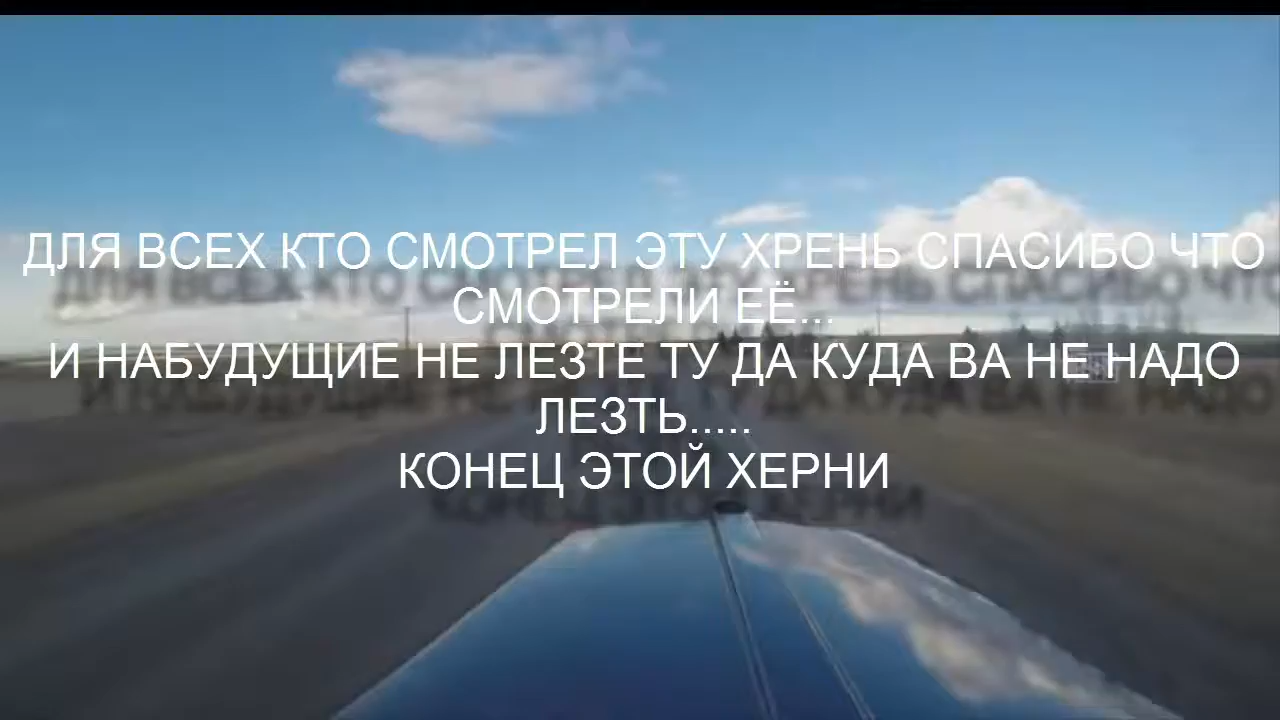 ДЛЯ ВСЕХ КТО СМОТРЕЛ ЭТУ ХРЕНЬ СПАСИБО ЧТО
СМОТРЕЛИ ЕЁ...
И НАБУДУЩИЕ НЕ ЛЕЗТЕ ТУ ДА КУДА ВА НЕ НАДО
ЛЕЗТЬ.....
КОНЕЦ ЭТОЙ ХЕРНИ